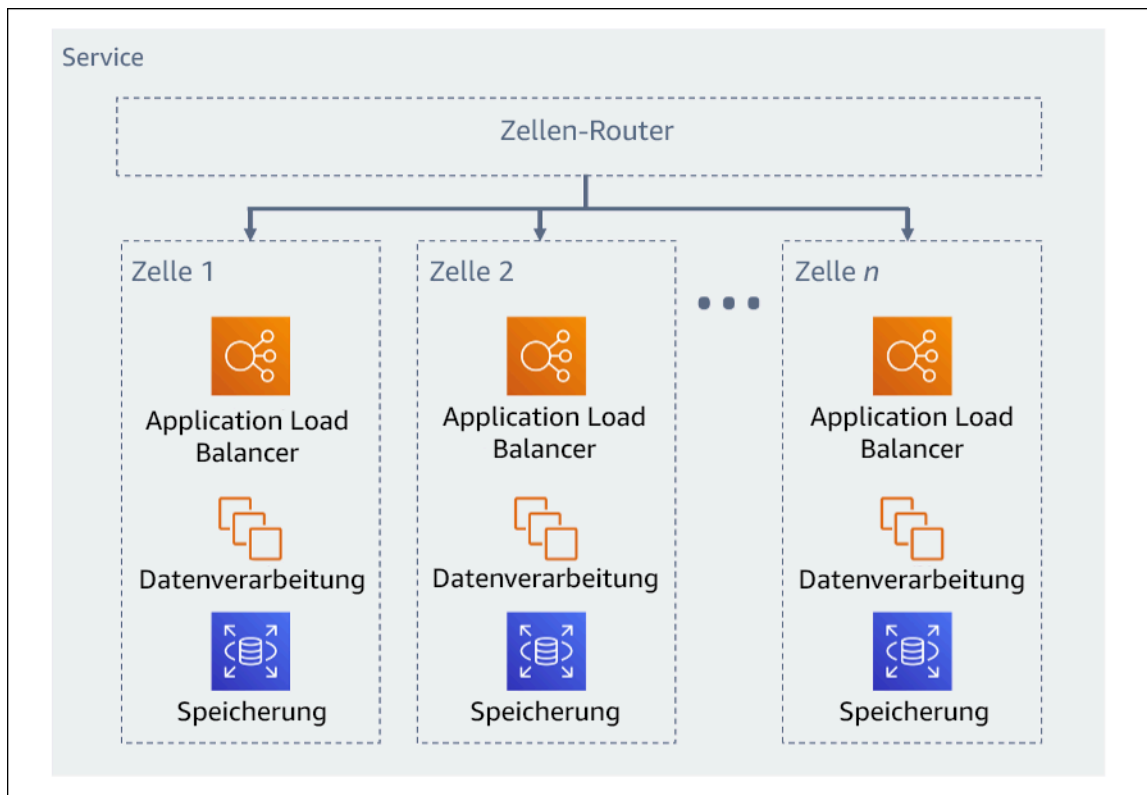 Service
Zellen-Router
Zelle 1
Application Load
Balancer
Datenverarbeitung
Speicherung
Zelle 2
Application Load
Balancer
Datenverarbeitung
Speicherung
Zelle n
Application Load
Balancer
Datenverarbeitung
Speicherung